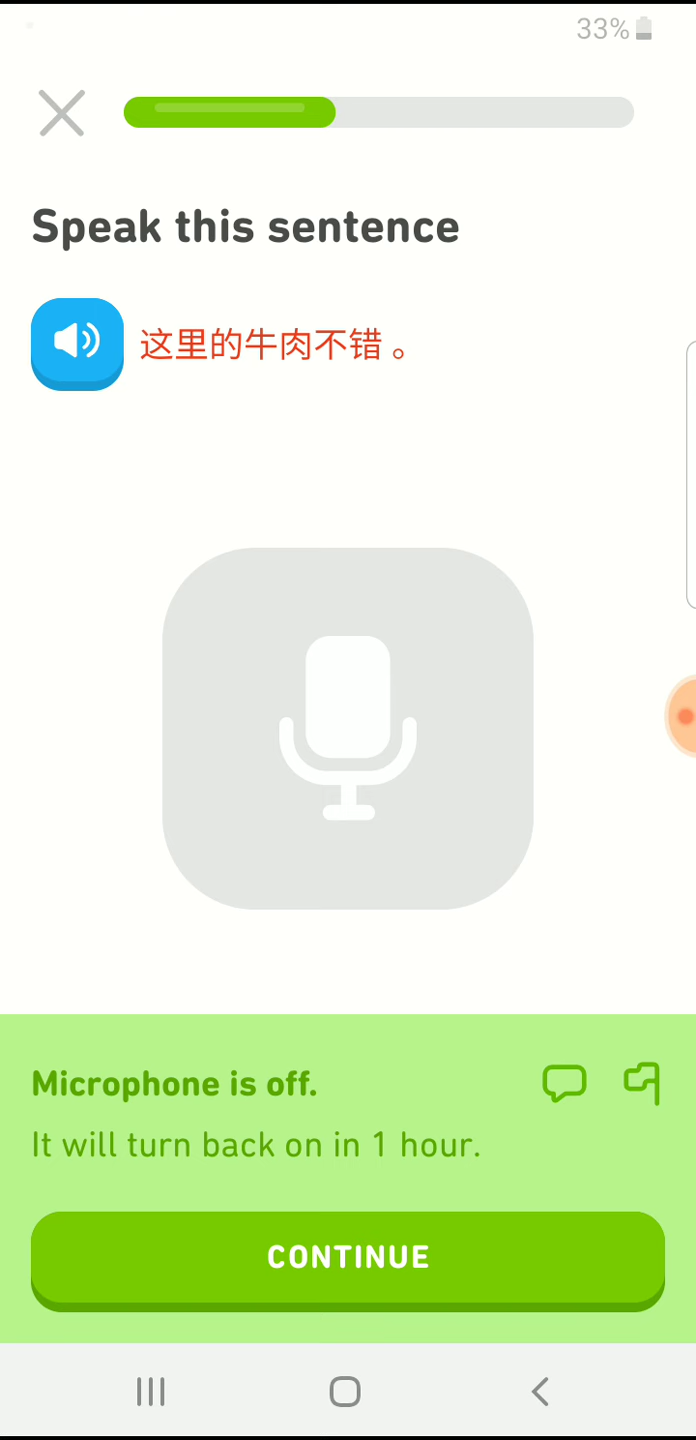 33%
Speak this sentence
这里的牛肉不错 。
Microphone is off.
It will turn back on in 1 hour.
CONTINUE